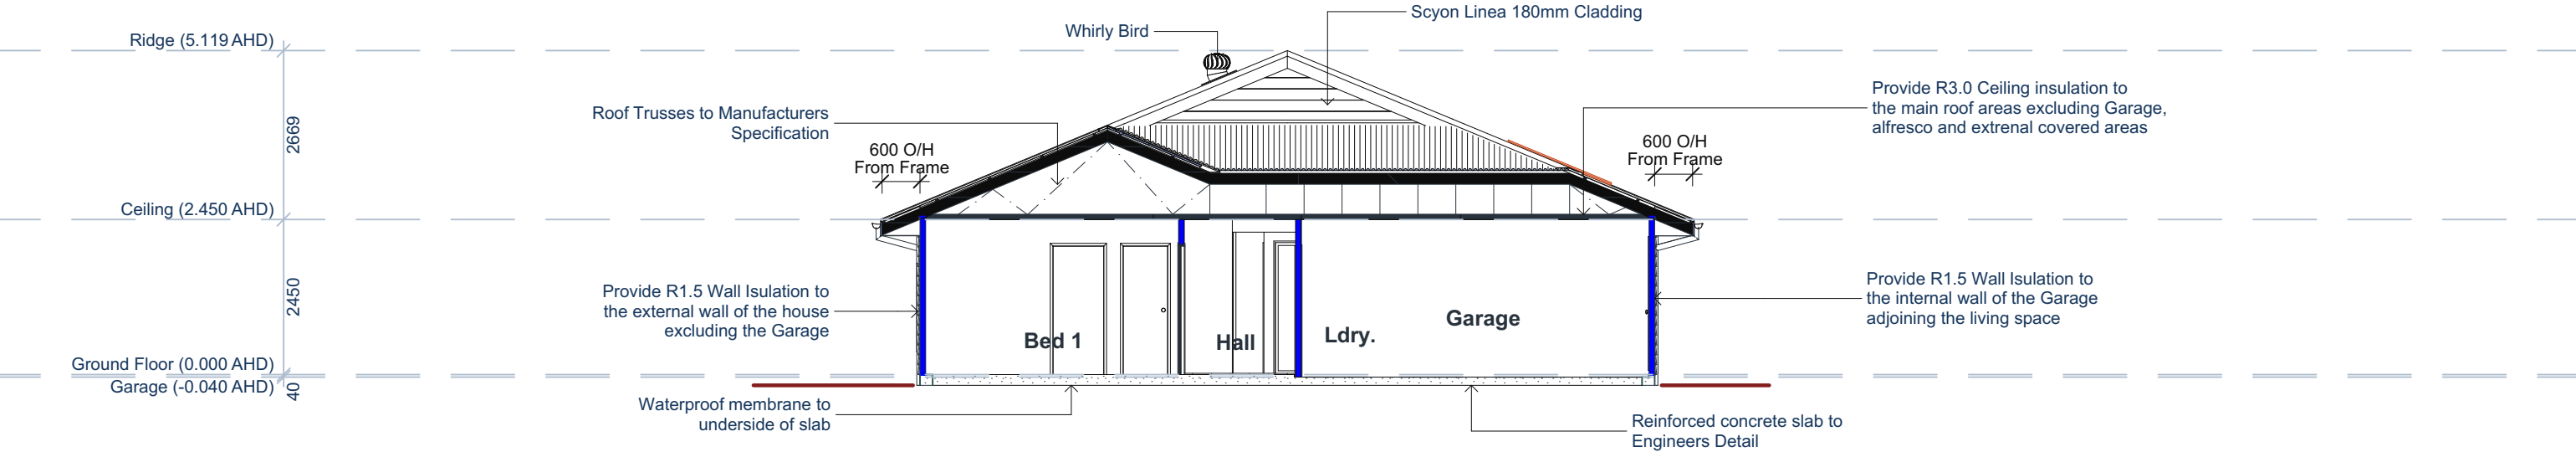 Scyon Linea 180mm Cladding
Whirly Bird
Ridge (5.119 AHD)
Provide R3.0 Ceiling insulation to
the main roof areas excluding Garage,
alfresco and extrenal covered areas
Roof Trusses to Manufacturers
Specification
2669
600 O/H
From Frame
600 O/H
From Frame
Ceiling (2.450 AHD)
Provide R1.5 Wall Isulation to
the external wall of the house
excluding the Garage
2450
Provide R1.5 Wall Isulation to
the internal wall of the Garage
adjoining the living space
Bed 1
Hall
Ldry.
Garage
Ground Floor (0.000 AHD)
Garage (-0.040 AHD)
40
Waterproof membrane to
underside of slab
Reinforced concrete slab to
Engineers Detail